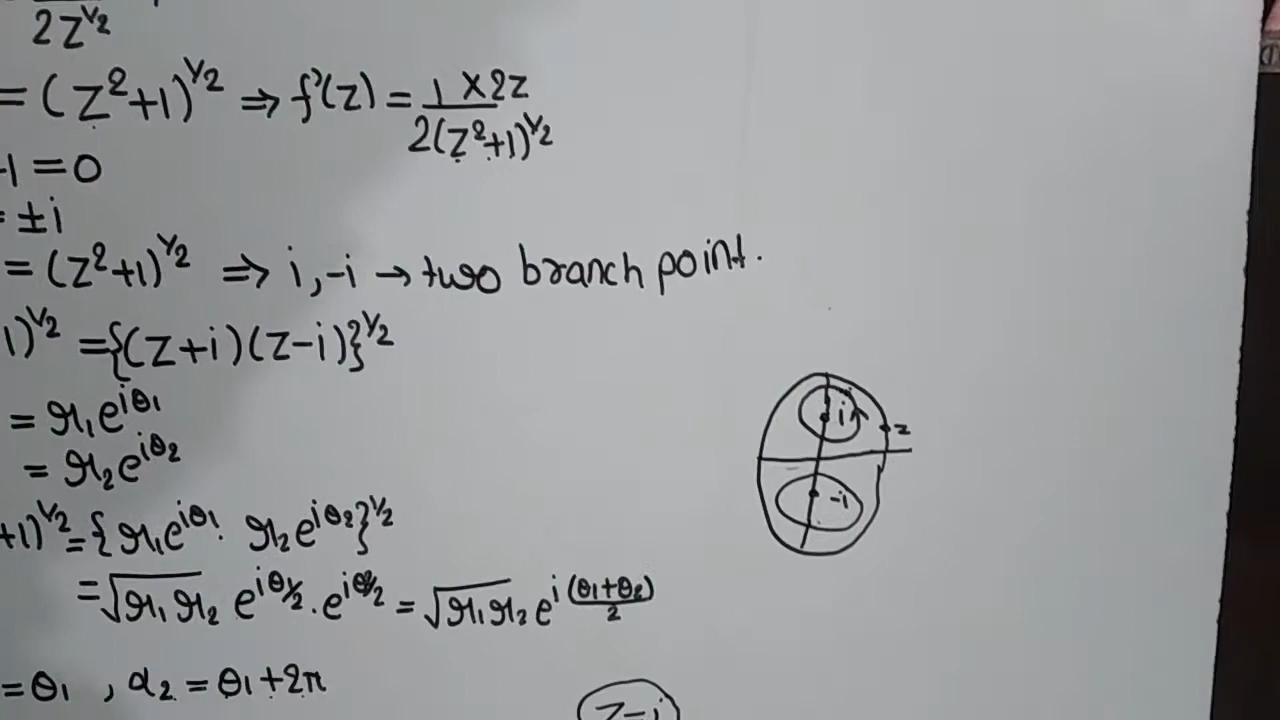 2z^{1/2}
= (z²+1)^{1/2} ⇒ f'(z) = \frac{1 × 2z}{2(z²+1)^{1/2}}
-1 = 0
= ±i
= (z²+1)^{1/2} ⇒ i, -i → two branch point.
1)^{1/2} = {(z+i)(z-i)}^{1/2}
= r₁e^{iθ₁}
= r₂e^{iθ₂}
+1)^{1/2} = {r₁e^{iθ₁} · r₂e^{iθ₂}}^{1/2}
= √r₁r₂ e^{iθ₁/2} · e^{iθ₂/2} = √r₁r₂ e^{i(θ₁+θ₂)/2}
= θ₁ , α₂ = θ₁+2π
i
z
-i
z-i